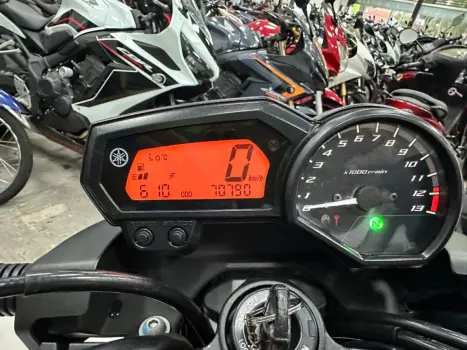 Lo°C
0 km/h
E F
6:10 ODO 70790
x1000r/min
1 2 3 4 5 6 7 8 9 10 11 12 13
N